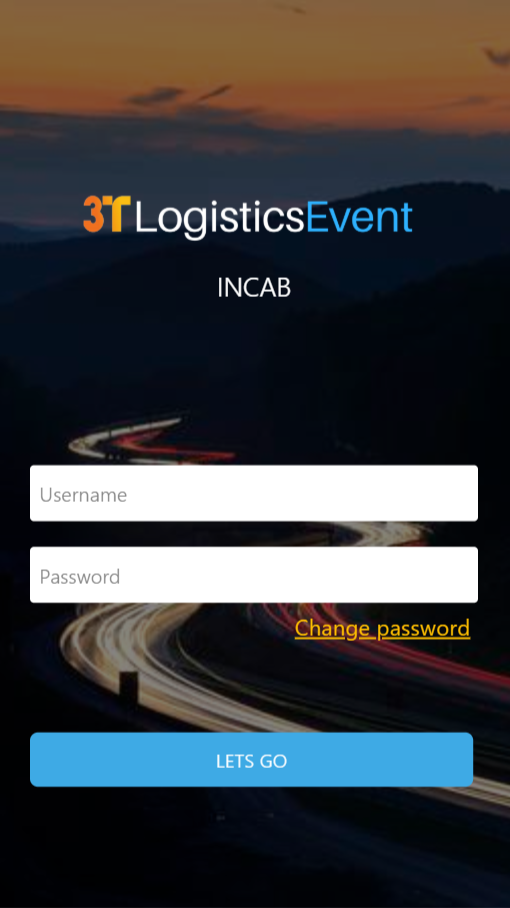 3T LogisticsEvent
INCAB
Username
Password
Change password
LETS GO